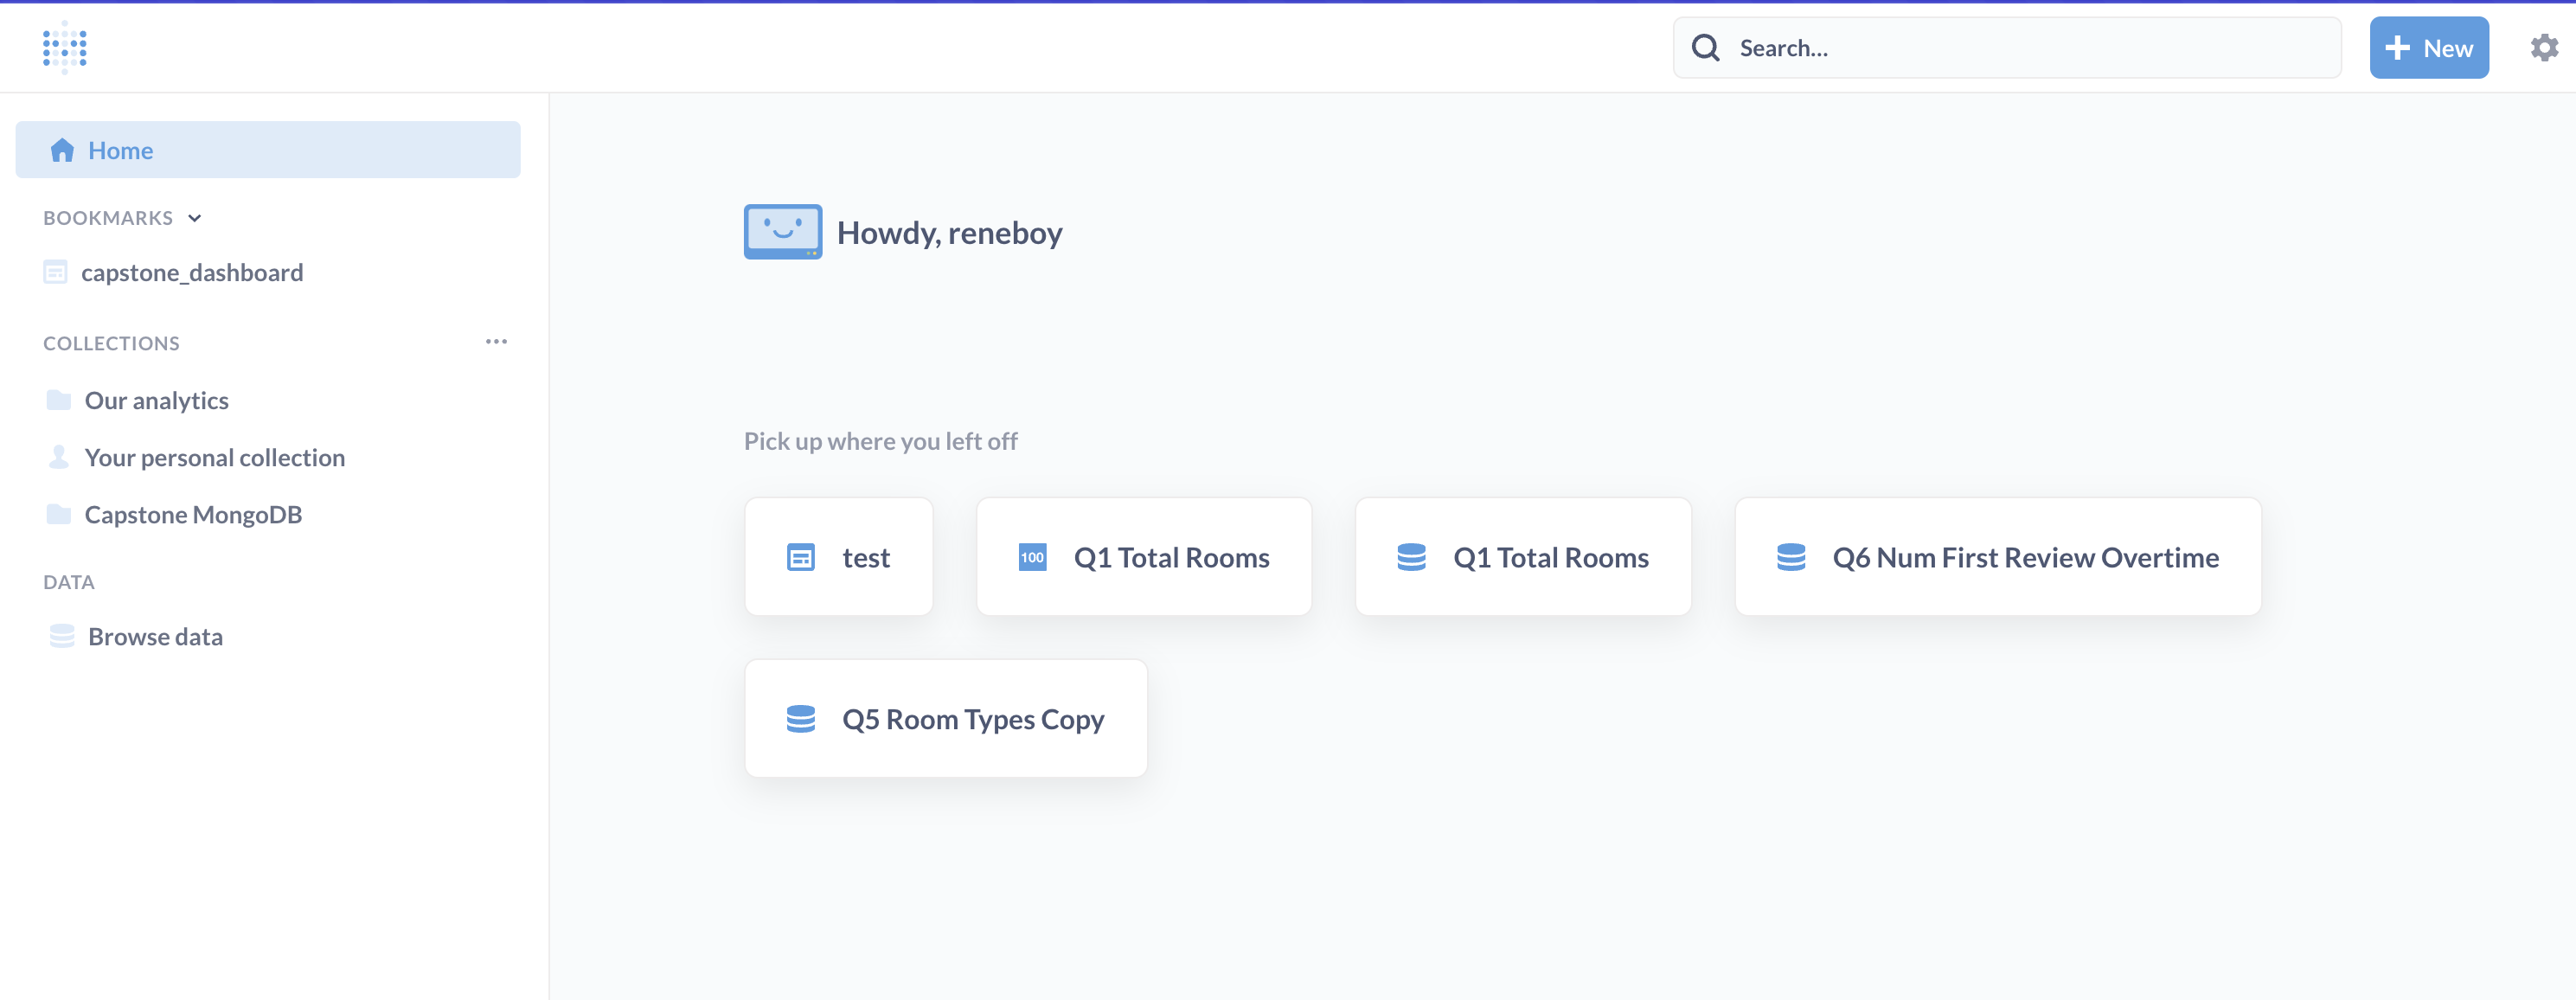 Search...
New
Home
BOOKMARKS
capstone_dashboard
COLLECTIONS
Our analytics
Your personal collection
Capstone MongoDB
DATA
Browse data
Howdy, reneboy
Pick up where you left off
test
100 Q1 Total Rooms
Q1 Total Rooms
Q6 Num First Review Overtime
Q5 Room Types Copy